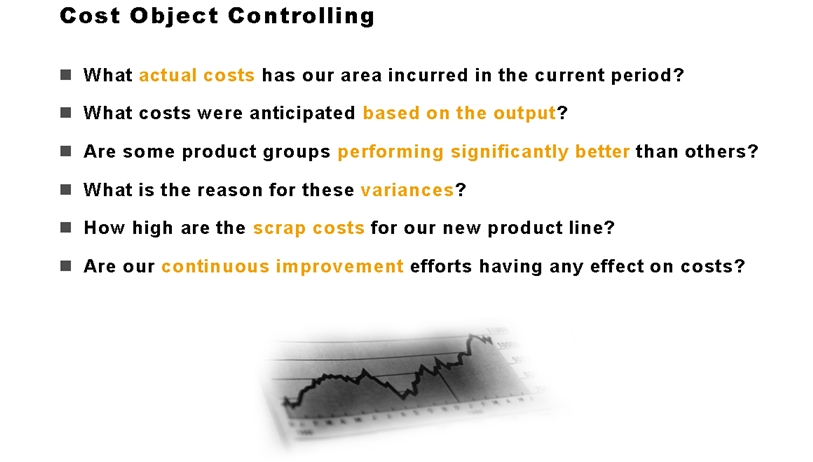 Cost Object Controlling
What actual costs has our area incurred in the current period?
What costs were anticipated based on the output?
Are some product groups performing significantly better than others?
What is the reason for these variances?
How high are the scrap costs for our new product line?
Are our continuous improvement efforts having any effect on costs?